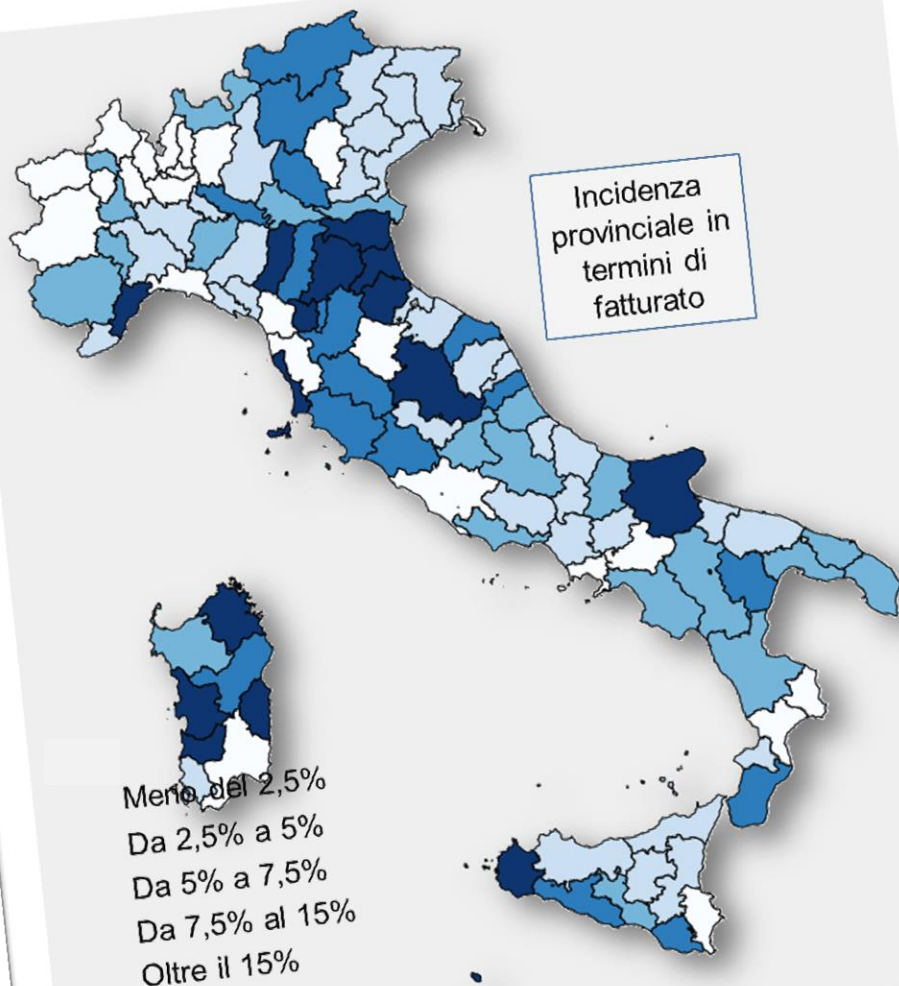 Incidenza
provinciale in
termini di
fatturato
Meno del 2,5%
Da 2,5% a 5%
Da 5% a 7,5%
Da 7,5% al 15%
Oltre il 15%